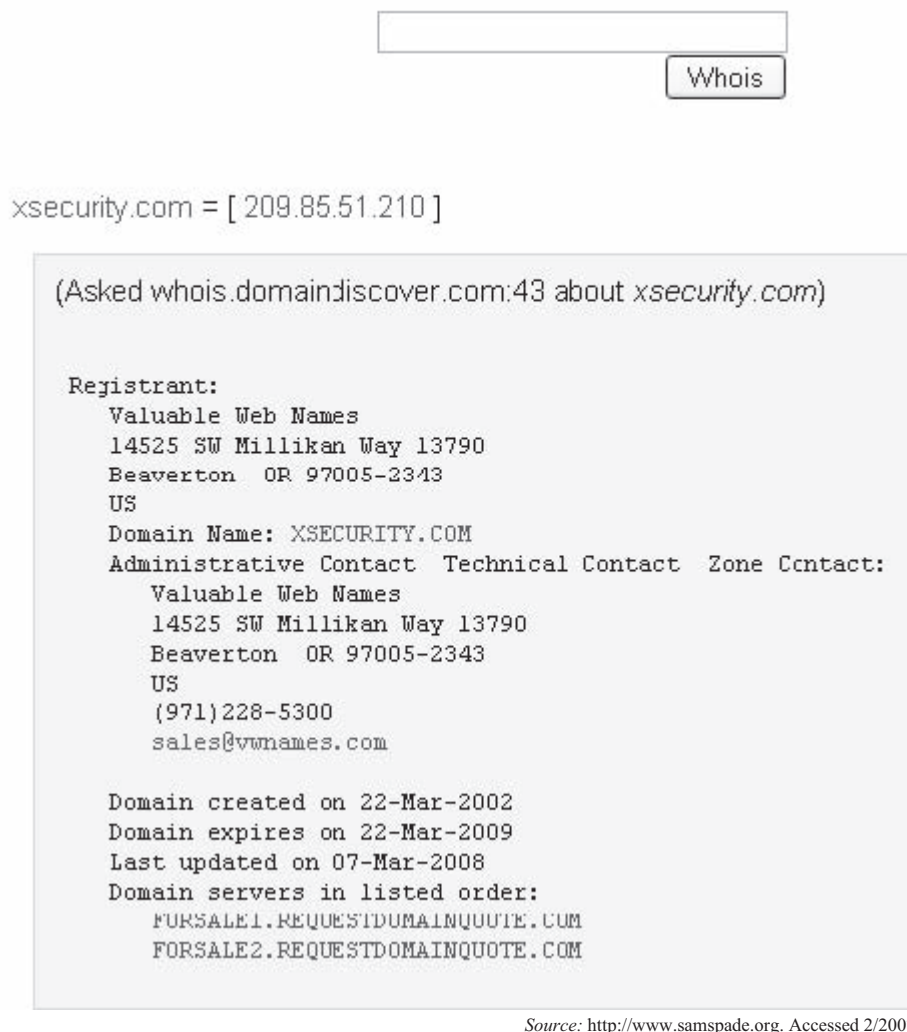 Whois
xsecurity.com = [ 209.85.51.210 ]
(Asked whois.domaindiscover.com:43 about xsecurity.com)
Registrant:
Valuable Web Names
14525 SW Millikan Way 13790
Beaverton OR 97005-2343
US
Domain Name: XSECURITY.COM
Administrative Contact Technical Contact Zone Contact:
Valuable Web Names
14525 SW Millikan Way 13790
Beaverton OR 97005-2343
US
(971)228-5300
sales@vwnames.com
Domain created on 22-Mar-2002
Domain expires on 22-Mar-2009
Last updated on 07-Mar-2008
Domain servers in listed order:
FORSALE1.REQUESTDOMAINQUOTE.COM
FORSALE2.REQUESTDOMAINQUOTE.COM
Source: http://www.samspade.org. Accessed 2/200